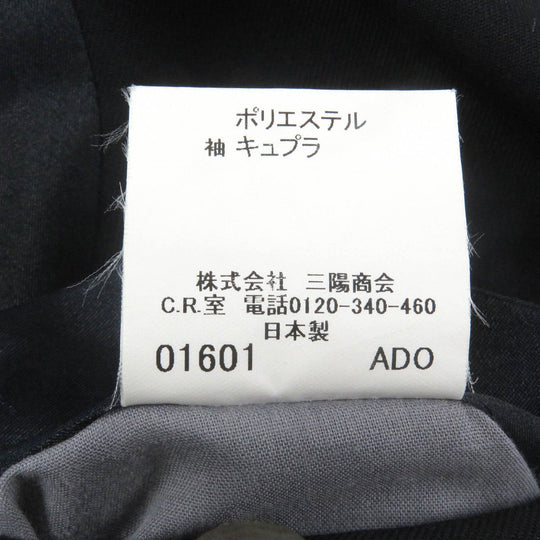 ポリエステル
袖 キュプラ
株式会社 三陽商会
C.R.室 電話0120-340-460
日本製
01601 ADO